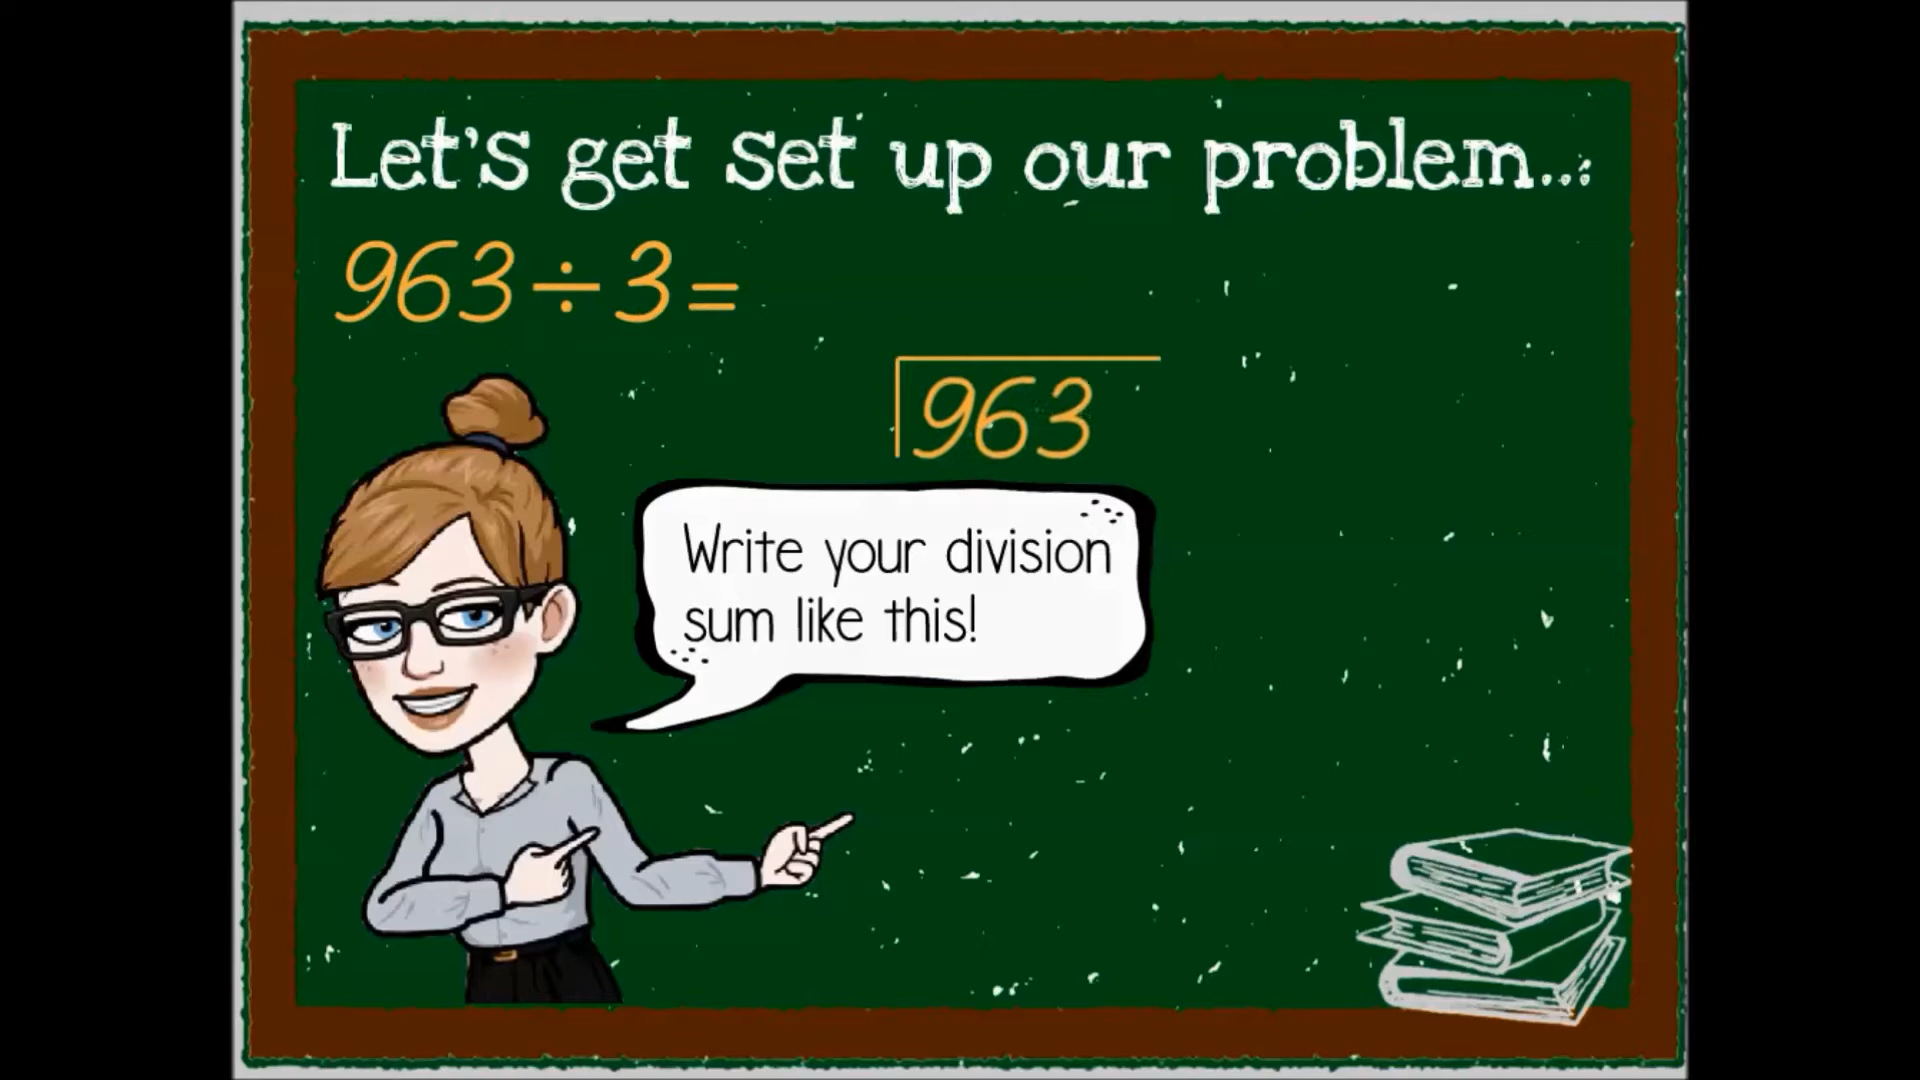 Let's get set up our problem...
963÷3=
963
Write your division
sum like this!